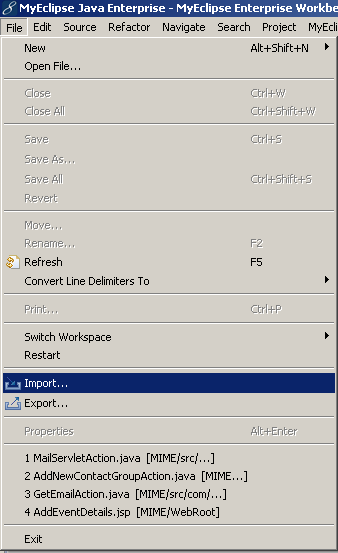 MyEclipse Java Enterprise - MyEclipse Enterprise Workbe
File Edit Source Refactor Navigate Search Project MyEcli
New Alt+Shift+N
Open File...
Close Ctrl+W
Close All Ctrl+Shift+W
Save Ctrl+S
Save As...
Save All Ctrl+Shift+S
Revert
Move...
Rename... F2
Refresh F5
Convert Line Delimiters To
Print... Ctrl+P
Switch Workspace
Restart
Import...
Export...
Properties Alt+Enter
1 MailServletAction.java [MIME/src/...]
2 AddNewContactGroupAction.java [MIME...]
3 GetEmailAction.java [MIME/src/com/...]
4 AddEventDetails.jsp [MIME/WebRoot]
Exit